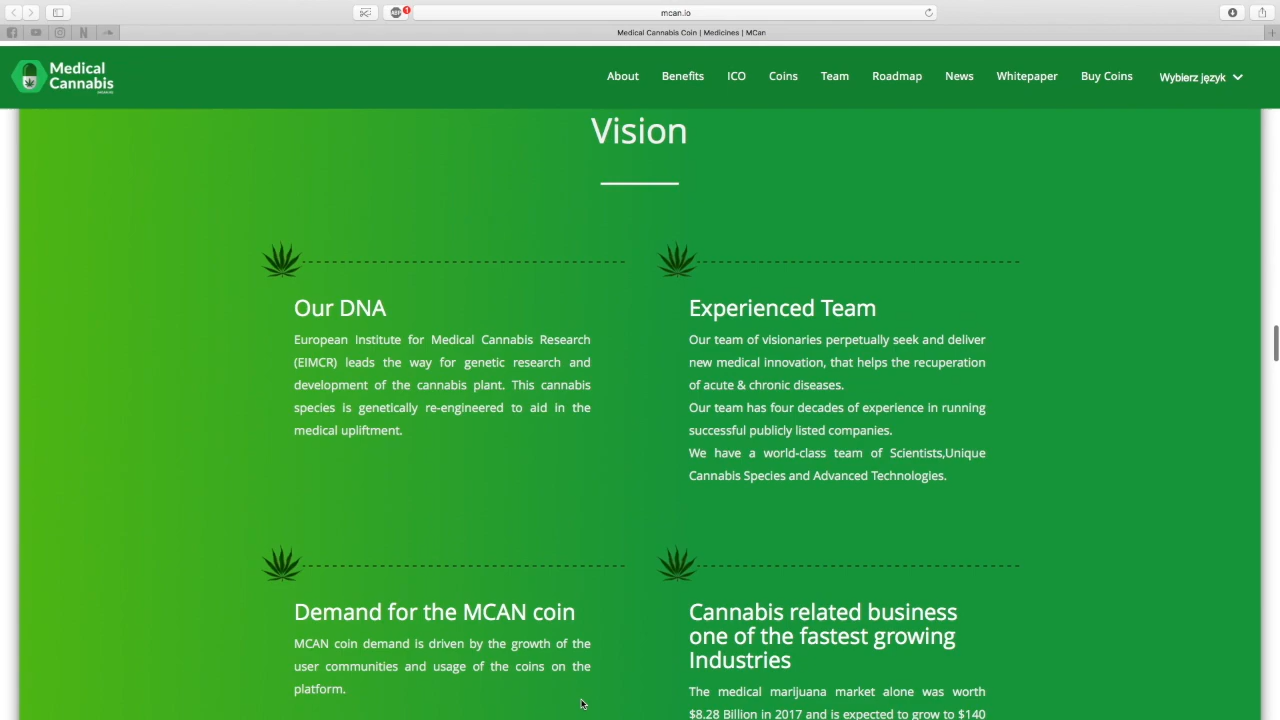 mcan.io
Medical Cannabis Coin | Medicines | MCan
Medical
Cannabis
About Benefits ICO Coins Team Roadmap News Whitepaper Buy Coins Wybierz język
Vision
Our DNA
European Institute for Medical Cannabis Research
(EIMCR) leads the way for genetic research and
development of the cannabis plant. This cannabis
species is genetically re-engineered to aid in the
medical upliftment.
Experienced Team
Our team of visionaries perpetually seek and deliver
new medical innovation, that helps the recuperation
of acute & chronic diseases.
Our team has four decades of experience in running
successful publicly listed companies.
We have a world-class team of Scientists,Unique
Cannabis Species and Advanced Technologies.
Demand for the MCAN coin
MCAN coin demand is driven by the growth of the
user communities and usage of the coins on the
platform.
Cannabis related business
one of the fastest growing
Industries
The medical marijuana market alone was worth
$8.28 Billion in 2017 and is expected to grow to $140